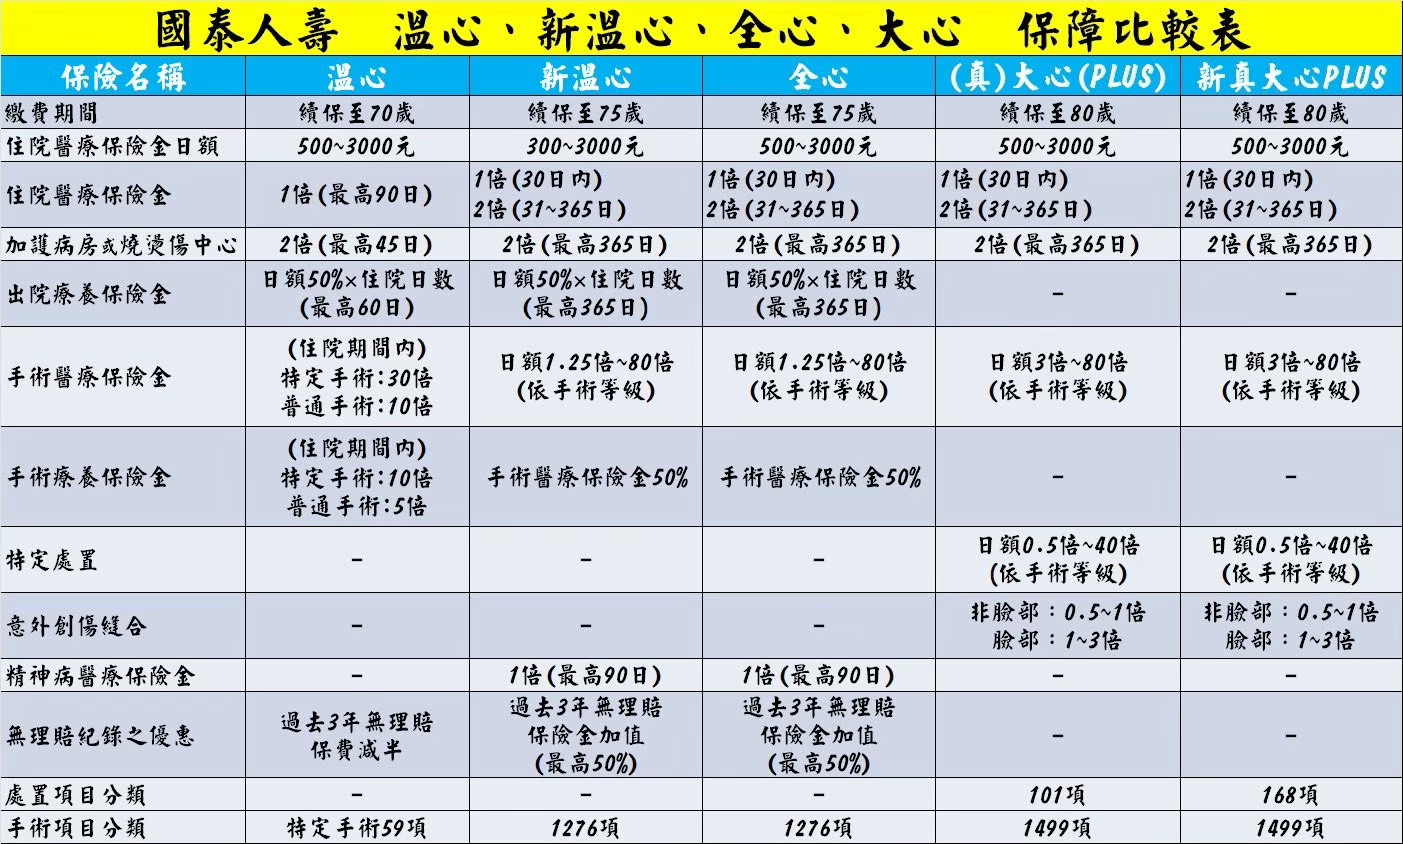 國泰人壽　溫心、新溫心、全心、大心　保障比較表
保險名稱 溫心 新溫心 全心 (真)大心(PLUS) 新真大心PLUS
繳費期間 續保至70歲 續保至75歲 續保至75歲 續保至80歲 續保至80歲
住院醫療保險金日額 500~3000元 300~3000元 500~3000元 500~3000元 500~3000元
住院醫療保險金 1倍(最高90日) 1倍(30日內) 1倍(30日內) 1倍(30日內) 1倍(30日內)
2倍(31~365日) 2倍(31~365日) 2倍(31~365日) 2倍(31~365日)
加護病房或燒燙傷中心 2倍(最高45日) 2倍(最高365日) 2倍(最高365日) 2倍(最高365日) 2倍(最高365日)
出院療養保險金 日額50%×住院日數 日額50%×住院日數 日額50%×住院日數 - -
(最高60日) (最高365日) (最高365日)
手術醫療保險金 (住院期間內) 日額1.25倍~80倍 日額1.25倍~80倍 日額3倍~80倍 日額3倍~80倍
特定手術:30倍 (依手術等級) (依手術等級) (依手術等級) (依手術等級)
普通手術:10倍
手術療養保險金 (住院期間內) 手術醫療保險金50% 手術醫療保險金50% - -
特定手術:10倍
普通手術:5倍
特定處置 - - - 日額0.5倍~40倍 日額0.5倍~40倍
(依手術等級) (依手術等級)
意外創傷縫合 - - - 非臉部：0.5~1倍 非臉部：0.5~1倍
臉部：1~3倍 臉部：1~3倍
精神病醫療保險金 - 1倍(最高90日) 1倍(最高90日) - -
無理賠紀錄之優惠 過去3年無理賠 過去3年無理賠 過去3年無理賠 - -
保費減半 保險金加值 保險金加值
(最高50%) (最高50%)
處置項目分類 - - - 101項 168項
手術項目分類 特定手術59項 1276項 1276項 1499項 1499項